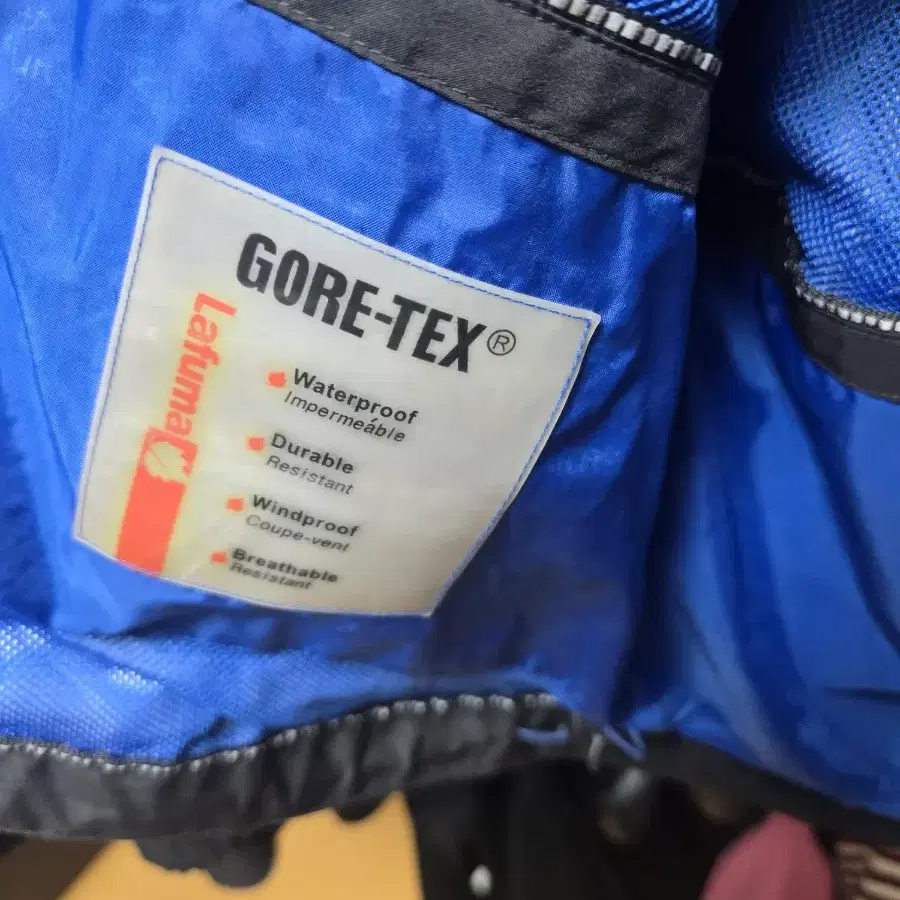 GORE-TEX®
Lafuma
Waterproof
Imperméable
Durable
Resistant
Windproof
Coupe-vent
Breathable
Resistant